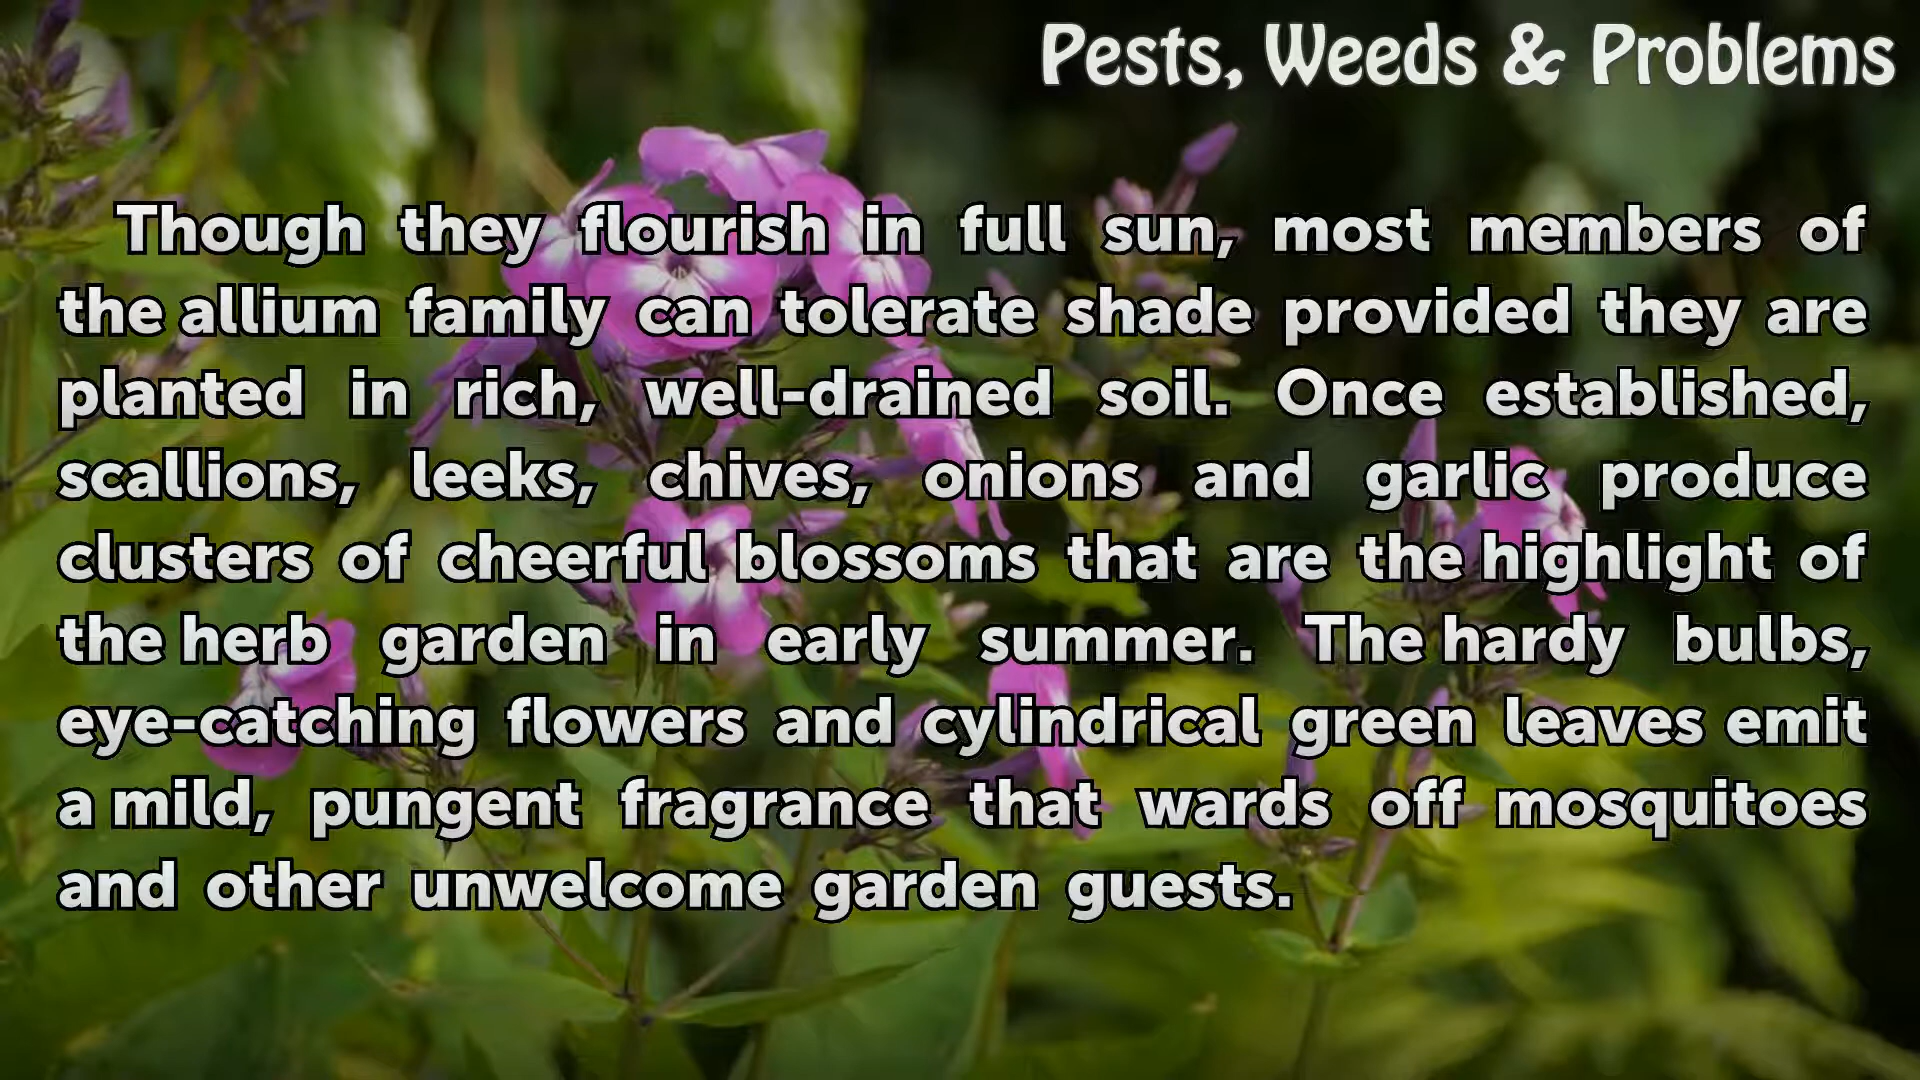 Pests, Weeds & Problems
Though they flourish in full sun, most members of
the allium family can tolerate shade provided they are
planted in rich, well-drained soil. Once established,
scallions, leeks, chives, onions and garlic produce
clusters of cheerful blossoms that are the highlight of
the herb garden in early summer. The hardy bulbs,
eye-catching flowers and cylindrical green leaves emit
a mild, pungent fragrance that wards off mosquitoes
and other unwelcome garden guests.